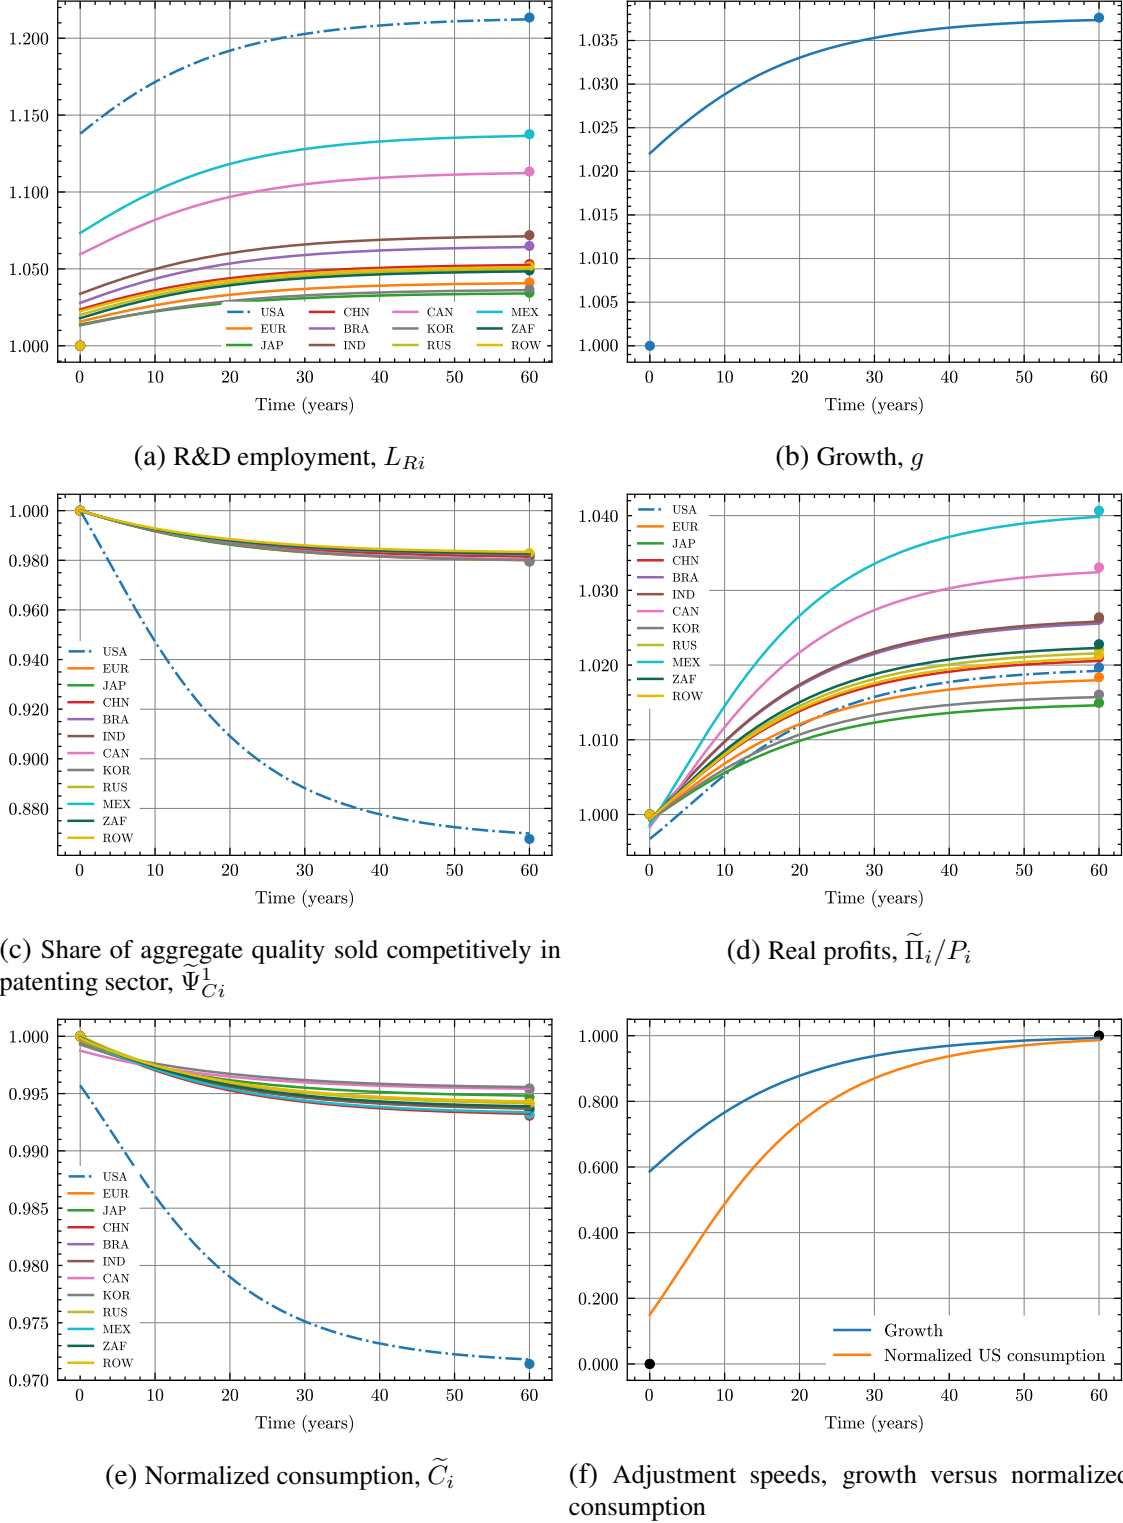 1.200
1.150
1.100
1.050
1.000
USA
EUR
JAP
CHN
BRA
IND
CAN
KOR
RUS
MEX
ZAF
ROW
0 10 20 30 40 50 60
Time (years)
(a) R&D employment, L_{Ri}
1.035
1.030
1.025
1.020
1.015
1.010
1.005
1.000
0 10 20 30 40 50 60
Time (years)
(b) Growth, g
1.000
0.980
0.960
0.940
0.920
0.900
0.880
USA
EUR
JAP
CHN
BRA
IND
CAN
KOR
RUS
MEX
ZAF
ROW
0 10 20 30 40 50 60
Time (years)
(c) Share of aggregate quality sold competitively in
patenting sector, Ψ̃^1_{Ci}
1.040
1.030
1.020
1.010
1.000
USA
EUR
JAP
CHN
BRA
IND
CAN
KOR
RUS
MEX
ZAF
ROW
0 10 20 30 40 50 60
Time (years)
(d) Real profits, Π̃_i/P_i
1.000
0.995
0.990
0.985
0.980
0.975
0.970
USA
EUR
JAP
CHN
BRA
IND
CAN
KOR
RUS
MEX
ZAF
ROW
0 10 20 30 40 50 60
Time (years)
(e) Normalized consumption, C̃_i
1.000
0.800
0.600
0.400
0.200
0.000
Growth
Normalized US consumption
0 10 20 30 40 50 60
Time (years)
(f) Adjustment speeds, growth versus normalized
consumption